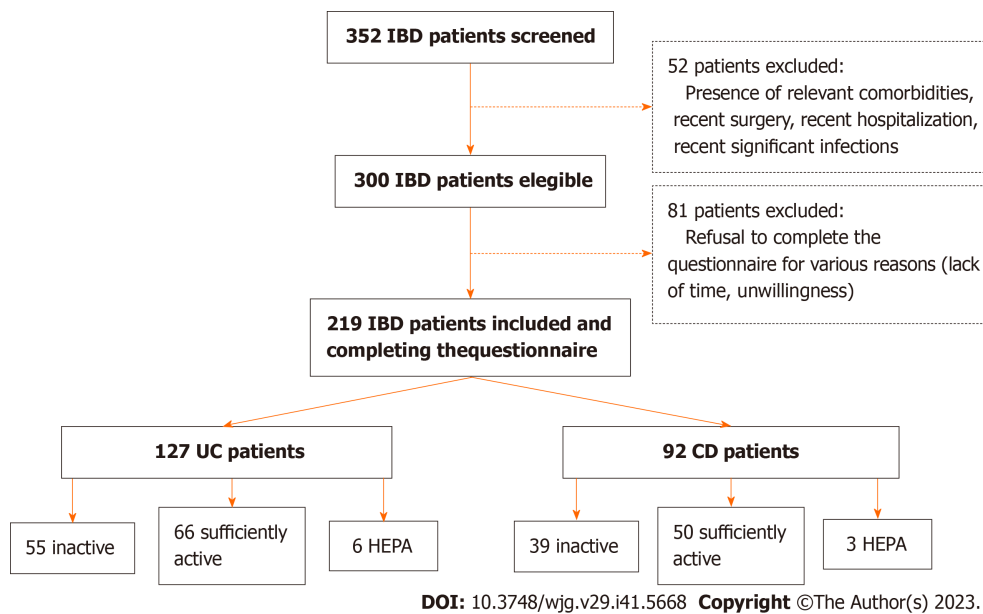 352 IBD patients screened
52 patients excluded:
Presence of relevant comorbidities,
recent surgery, recent hospitalization,
recent significant infections
300 IBD patients elegible
81 patients excluded:
Refusal to complete the
questionnaire for various reasons (lack
of time, unwillingness)
219 IBD patients included and
completing thequestionnaire
127 UC patients
92 CD patients
55 inactive
66 sufficiently
active
6 HEPA
39 inactive
50 sufficiently
active
3 HEPA
DOI: 10.3748/wjg.v29.i41.5668 Copyright ©The Author(s) 2023.